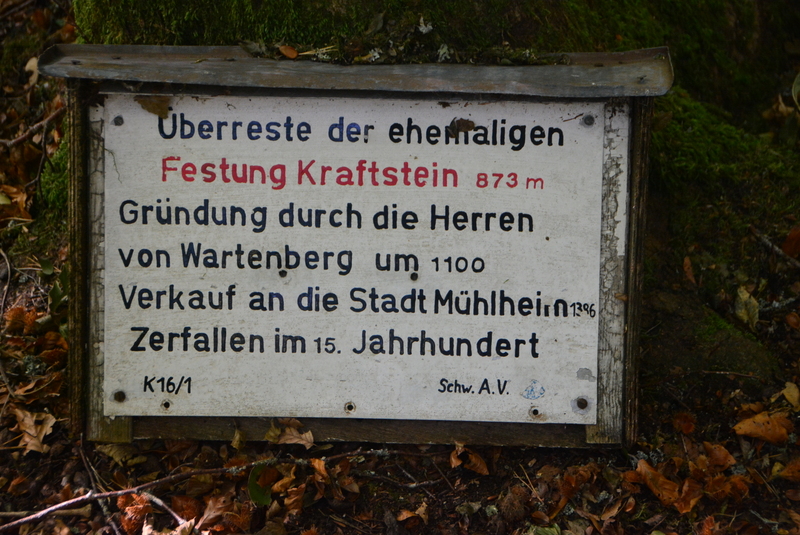 Überreste der ehemaligen
Festung Kraftstein 873 m
Gründung durch die Herren
von Wartenberg um 1100
Verkauf an die Stadt Mühlheim 1396
Zerfallen im 15. Jahrhundert
K16/1 Schw. A.V.